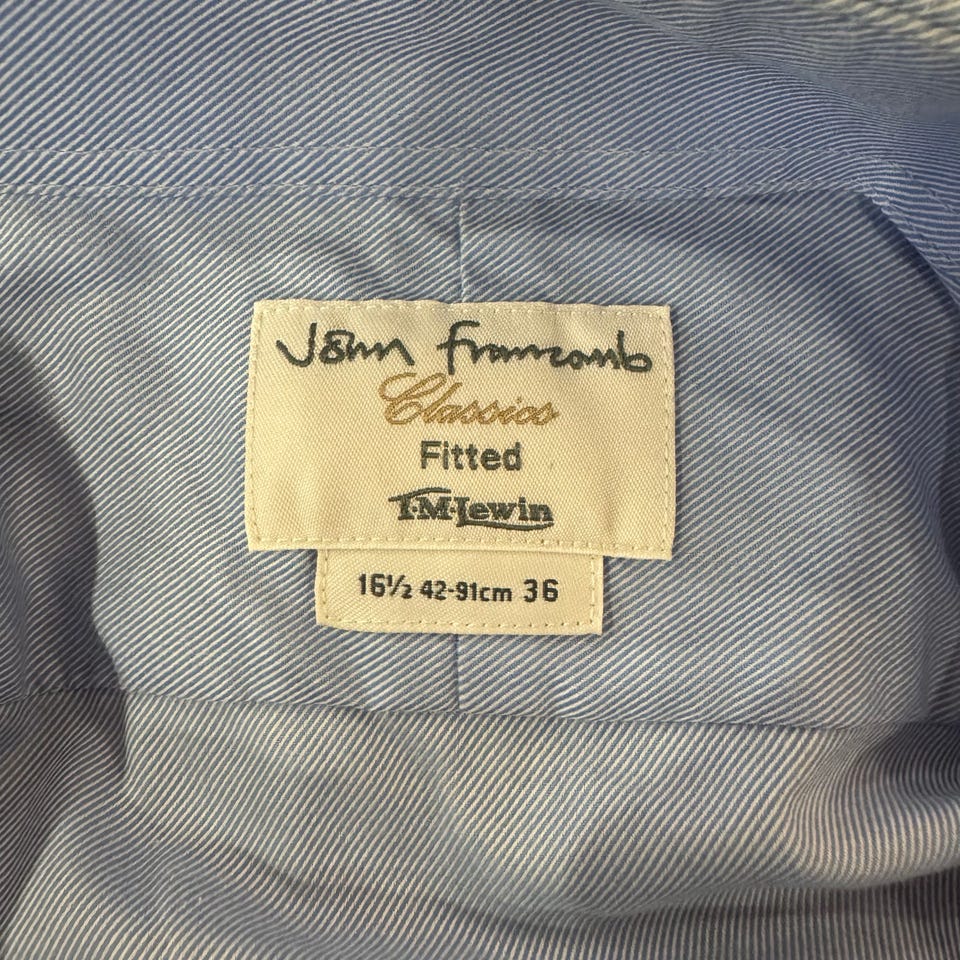 John Francomb
Classics
Fitted
T·M·Lewin
16½ 42-91cm 36